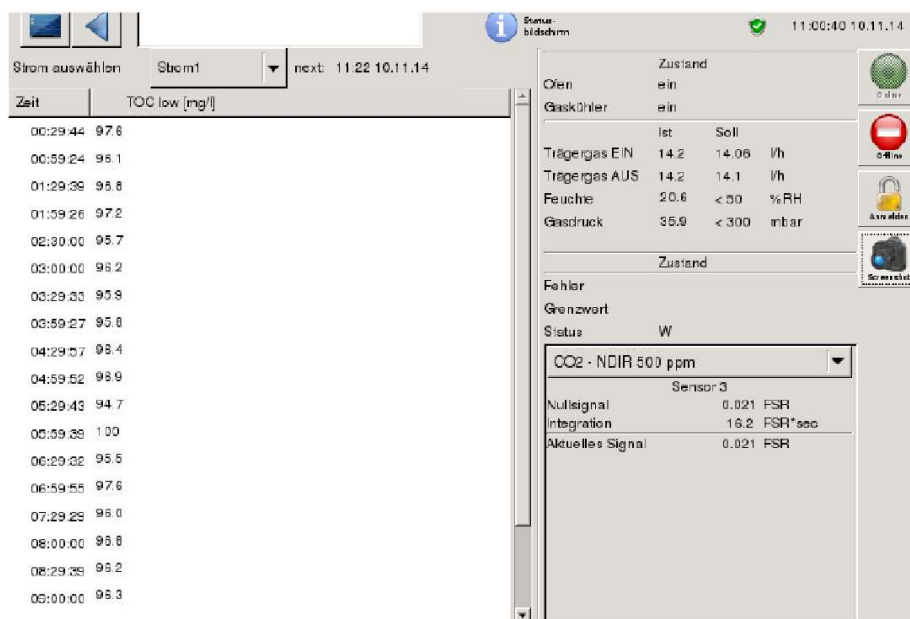 Status-
bildschirm
11:00:40 10.11.14
Strom auswählen Strom1 next: 11:22 10.11.14
Zeit TOC low [mg/l]
00:29:44 97.6
00:59:24 96.1
01:29:39 96.8
01:59:26 97.2
02:30:00 95.7
03:00:00 96.2
03:29:33 95.9
03:59:27 95.8
04:29:57 96.4
04:59:52 96.9
05:29:43 94.7
05:59:39 100
06:29:32 95.5
06:59:55 97.6
07:29:29 96.0
08:00:00 96.8
08:29:39 96.2
09:00:00 96.3
Zustand
Ofen ein
Gaskühler ein
Ist Soll
Trägergas EIN 14.2 14.06 l/h
Trägergas AUS 14.2 14.1 l/h
Feuchte 20.6 < 50 %RH
Gasdruck 35.9 < 300 mbar
Zustand
Fehler
Grenzwert
Status W
CO2 - NDIR 500 ppm
Sensor 3
Nullsignal 0.021 FSR
Integration 16.2 FSR*sec
Aktuelles Signal 0.021 FSR
Online
Offline
Anmelden
Screenshot